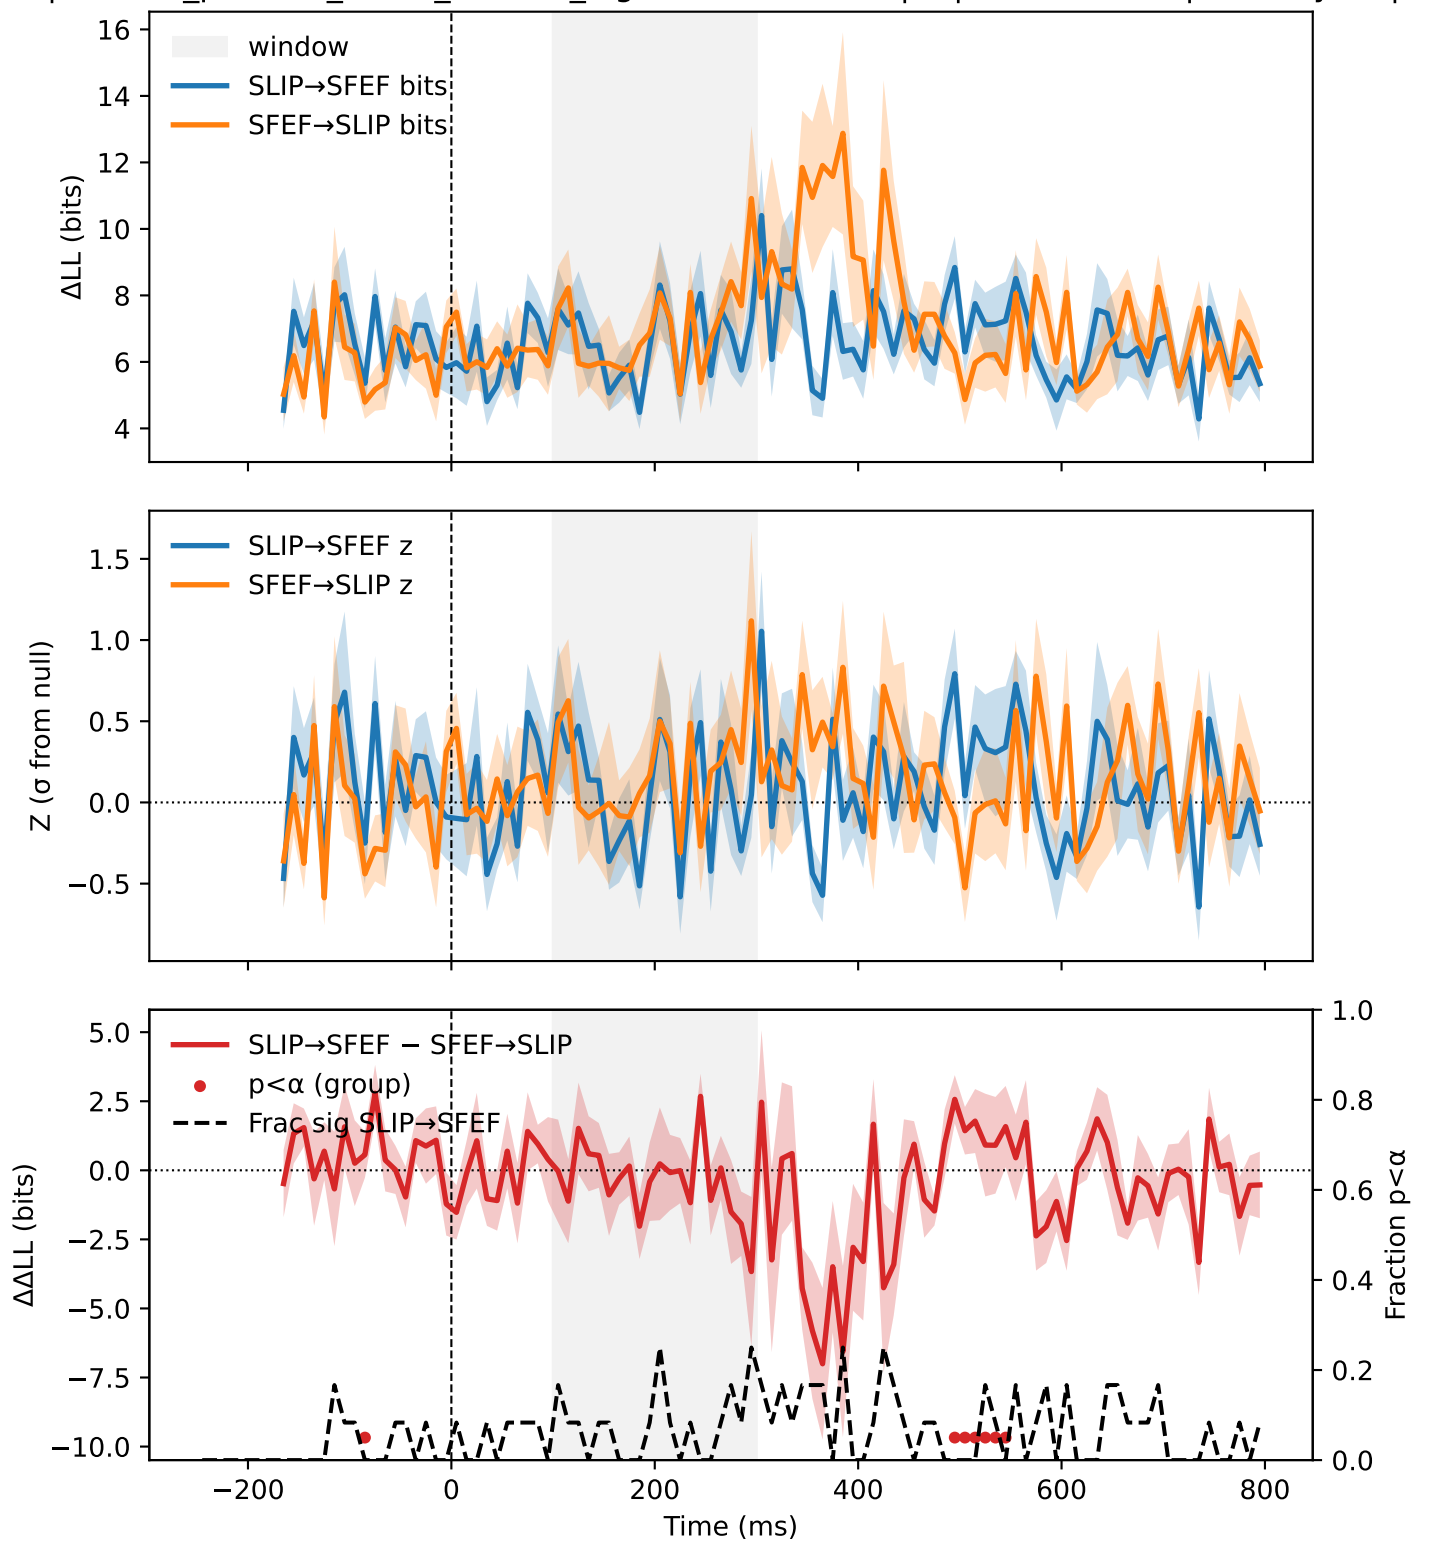 16
14
12
10
8
6
4
ΔLL (bits)
window
SLIP→SFEF bits
SFEF→SLIP bits
1.5
1.0
0.5
0.0
−0.5
Z (σ from null)
SLIP→SFEF z
SFEF→SLIP z
5.0
2.5
0.0
−2.5
−5.0
−7.5
−10.0
ΔΔLL (bits)
SLIP→SFEF − SFEF→SLIP
p<α (group)
Frac sig SLIP→SFEF
1.0
0.8
0.6
0.4
0.2
0.0
Fraction p<α
−200 0 200 400 600 800
Time (ms)